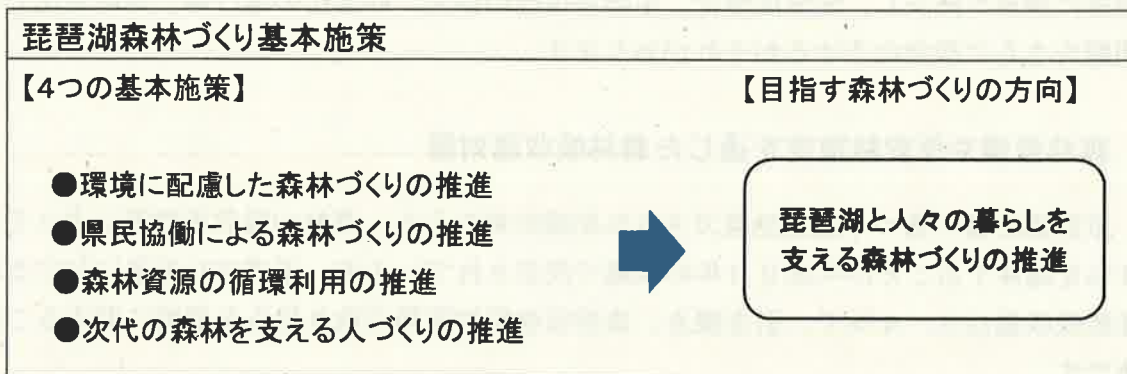 琵琶湖森林づくり基本施策
【4つの基本施策】
【目指す森林づくりの方向】
●環境に配慮した森林づくりの推進
●県民協働による森林づくりの推進
●森林資源の循環利用の推進
●次代の森林を支える人づくりの推進
琵琶湖と人々の暮らしを
支える森林づくりの推進